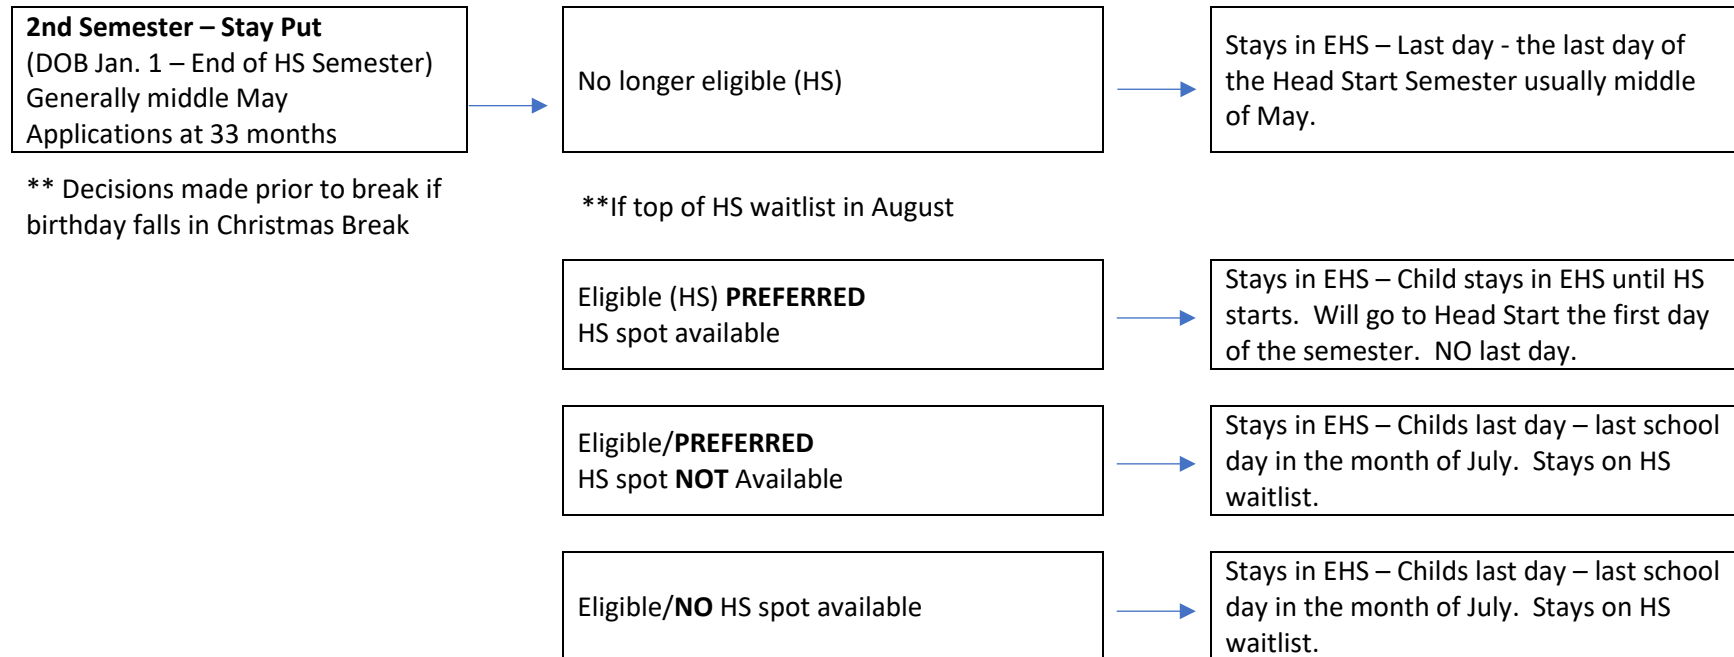 2nd Semester – Stay Put
(DOB Jan. 1 – End of HS Semester)
Generally middle May
Applications at 33 months
No longer eligible (HS)
Stays in EHS – Last day - the last day of
the Head Start Semester usually middle
of May.
** Decisions made prior to break if
birthday falls in Christmas Break
**If top of HS waitlist in August
Eligible (HS) PREFERRED
HS spot available
Stays in EHS – Child stays in EHS until HS
starts.  Will go to Head Start the first day
of the semester.  NO last day.
Eligible/PREFERRED
HS spot NOT Available
Stays in EHS – Childs last day – last school
day in the month of July.  Stays on HS
waitlist.
Eligible/NO HS spot available
Stays in EHS – Childs last day – last school
day in the month of July.  Stays on HS
waitlist.